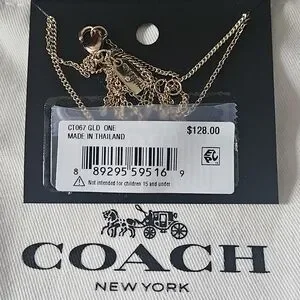 CT067 GLD ONE
$128.00
MADE IN THAILAND
8 89295 59516 9
Not intended for children 15 and under
COACH
NEW YORK